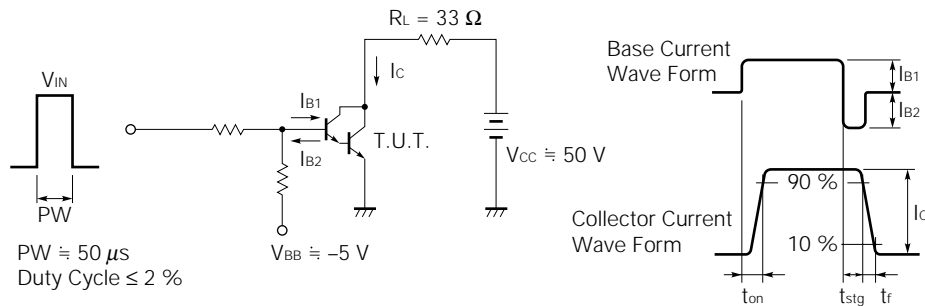 RL = 33 Ω
VIN
IC
IB1
IB2
T.U.T.
VCC ≒ 50 V
PW
VBB ≒ –5 V
PW ≒ 50 μs
Duty Cycle ≤ 2 %
Base Current
Wave Form
IB1
IB2
90 %
Collector Current
Wave Form
10 %
IC
ton
tstg
tf